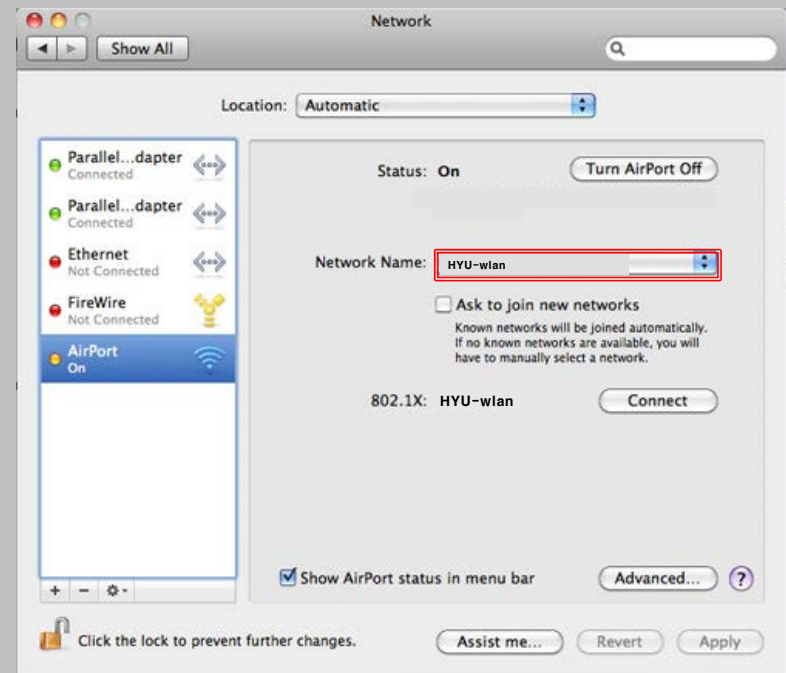 Network
Show All
Location: Automatic
Parallel...dapter
Connected
Parallel...dapter
Connected
Ethernet
Not Connected
FireWire
Not Connected
AirPort
On
Status: On
Turn AirPort Off
Network Name: HYU-wlan
Ask to join new networks
Known networks will be joined automatically.
If no known networks are available, you will
have to manually select a network.
802.1X: HYU-wlan
Connect
Show AirPort status in menu bar
Advanced...
?
+ −
Click the lock to prevent further changes.
Assist me...
Revert
Apply